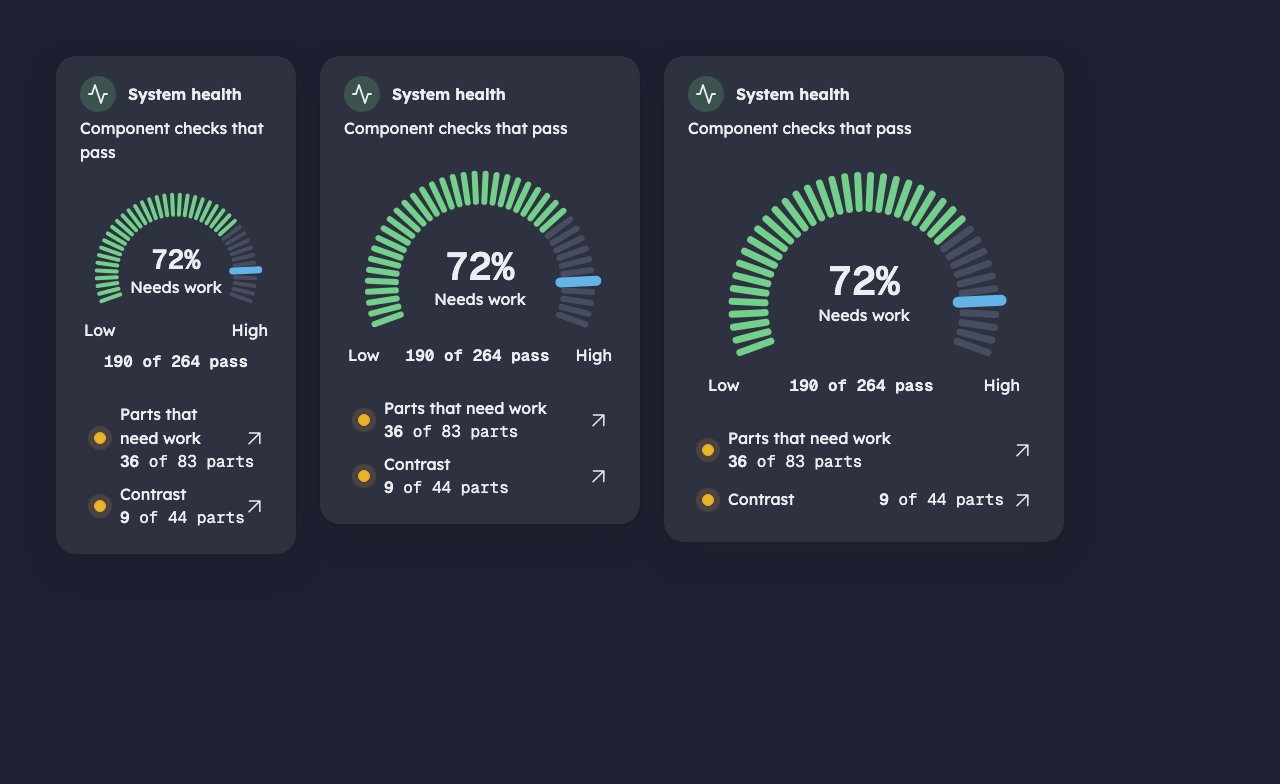 System health
Component checks that
pass
72%
Needs work
Low High
190 of 264 pass
Parts that
need work
36 of 83 parts
Contrast
9 of 44 parts
System health
Component checks that pass
72%
Needs work
Low 190 of 264 pass High
Parts that need work
36 of 83 parts
Contrast
9 of 44 parts
System health
Component checks that pass
72%
Needs work
Low 190 of 264 pass High
Parts that need work
36 of 83 parts
Contrast 9 of 44 parts